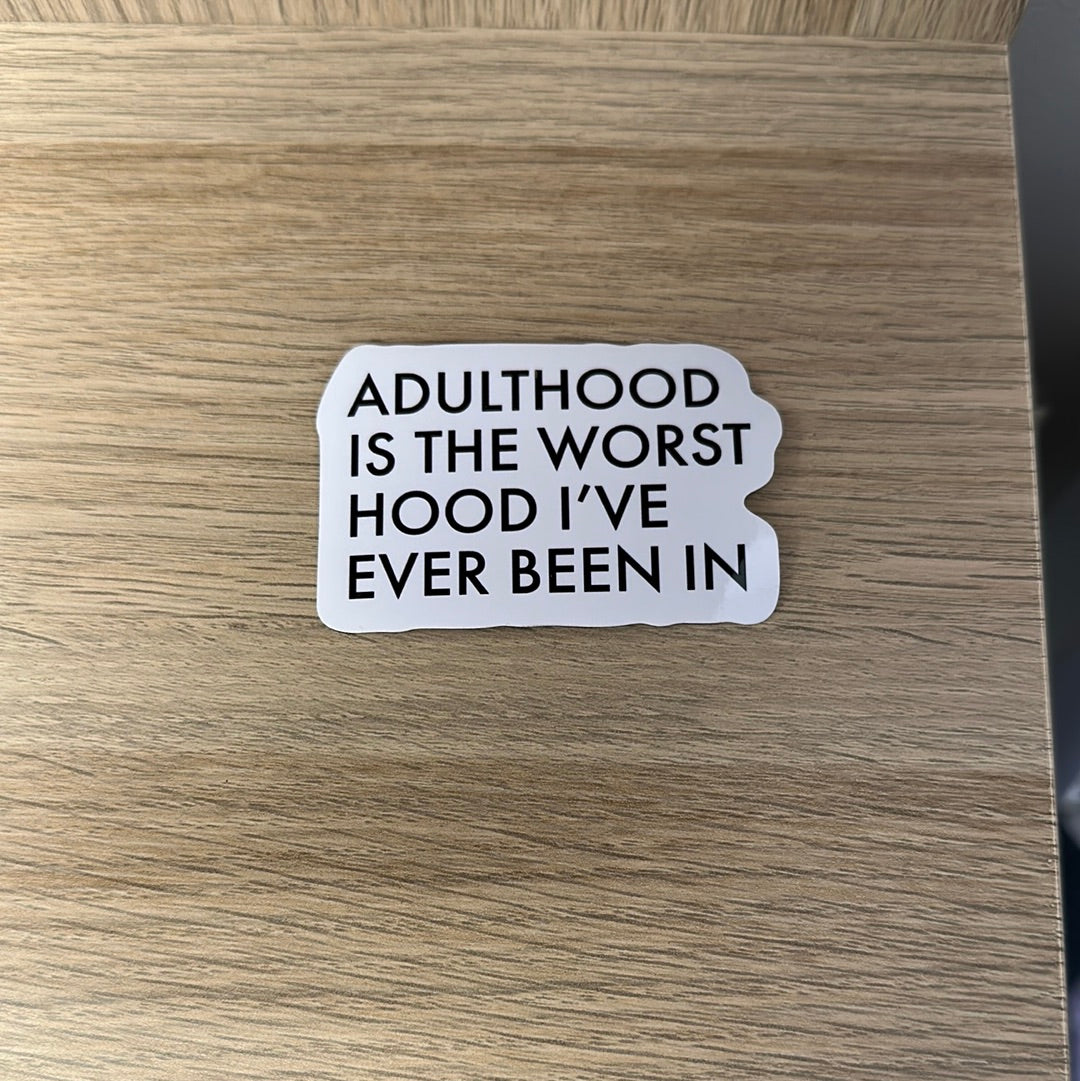 ADULTHOOD
IS THE WORST
HOOD I’VE
EVER BEEN IN